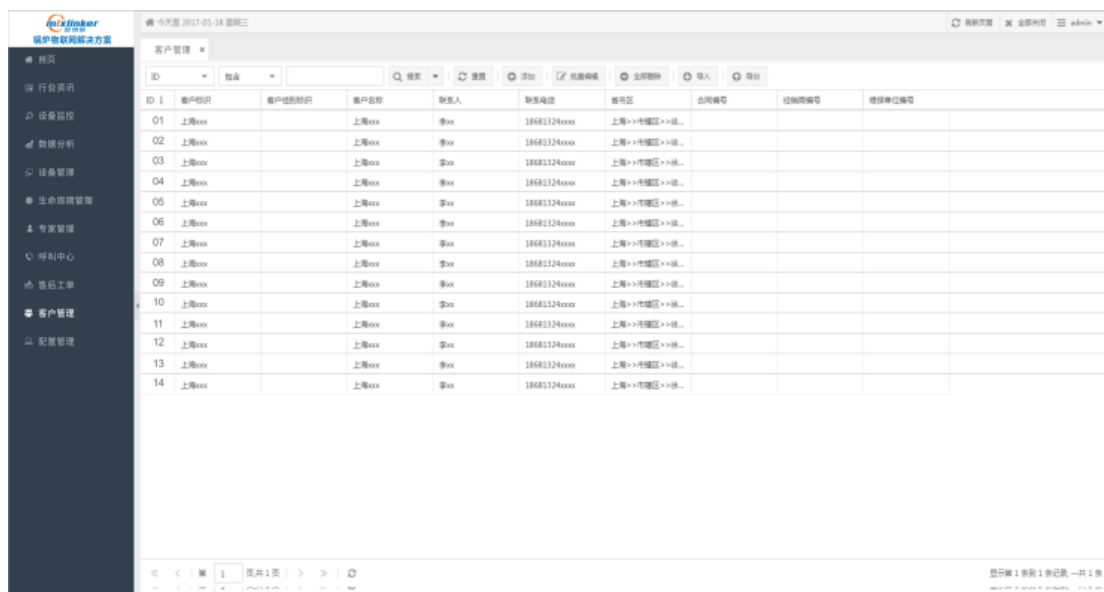 mixlinker
锅炉物联网解决方案
今天是 2017-01-18 星期三
刷新页面 全部关闭 admin
首页
行业资讯
设备监控
数据分析
设备管理
生命周期管理
专家管理
呼叫中心
售后工单
客户管理
配置管理
客户管理
ID 包含 搜索 重置 添加 批量编辑 全部删除 导入 导出
ID 客户标识 客户组别标识 客户名称 联系人 联系电话 省市区 合同编号 经销商编号 维保单位编号
01 上海xxx 上海xxx 李xx 18681324xxxx 上海>>市辖区>>徐...
02 上海xxx 上海xxx 李xx 18681324xxxx 上海>>市辖区>>徐...
03 上海xxx 上海xxx 李xx 18681324xxxx 上海>>市辖区>>徐...
04 上海xxx 上海xxx 李xx 18681324xxxx 上海>>市辖区>>徐...
05 上海xxx 上海xxx 李xx 18681324xxxx 上海>>市辖区>>徐...
06 上海xxx 上海xxx 李xx 18681324xxxx 上海>>市辖区>>徐...
07 上海xxx 上海xxx 李xx 18681324xxxx 上海>>市辖区>>徐...
08 上海xxx 上海xxx 李xx 18681324xxxx 上海>>市辖区>>徐...
09 上海xxx 上海xxx 李xx 18681324xxxx 上海>>市辖区>>徐...
10 上海xxx 上海xxx 李xx 18681324xxxx 上海>>市辖区>>徐...
11 上海xxx 上海xxx 李xx 18681324xxxx 上海>>市辖区>>徐...
12 上海xxx 上海xxx 李xx 18681324xxxx 上海>>市辖区>>徐...
13 上海xxx 上海xxx 李xx 18681324xxxx 上海>>市辖区>>徐...
14 上海xxx 上海xxx 李xx 18681324xxxx 上海>>市辖区>>徐...
第 1 页,共1页
显示第1条到1条记录,一共1条